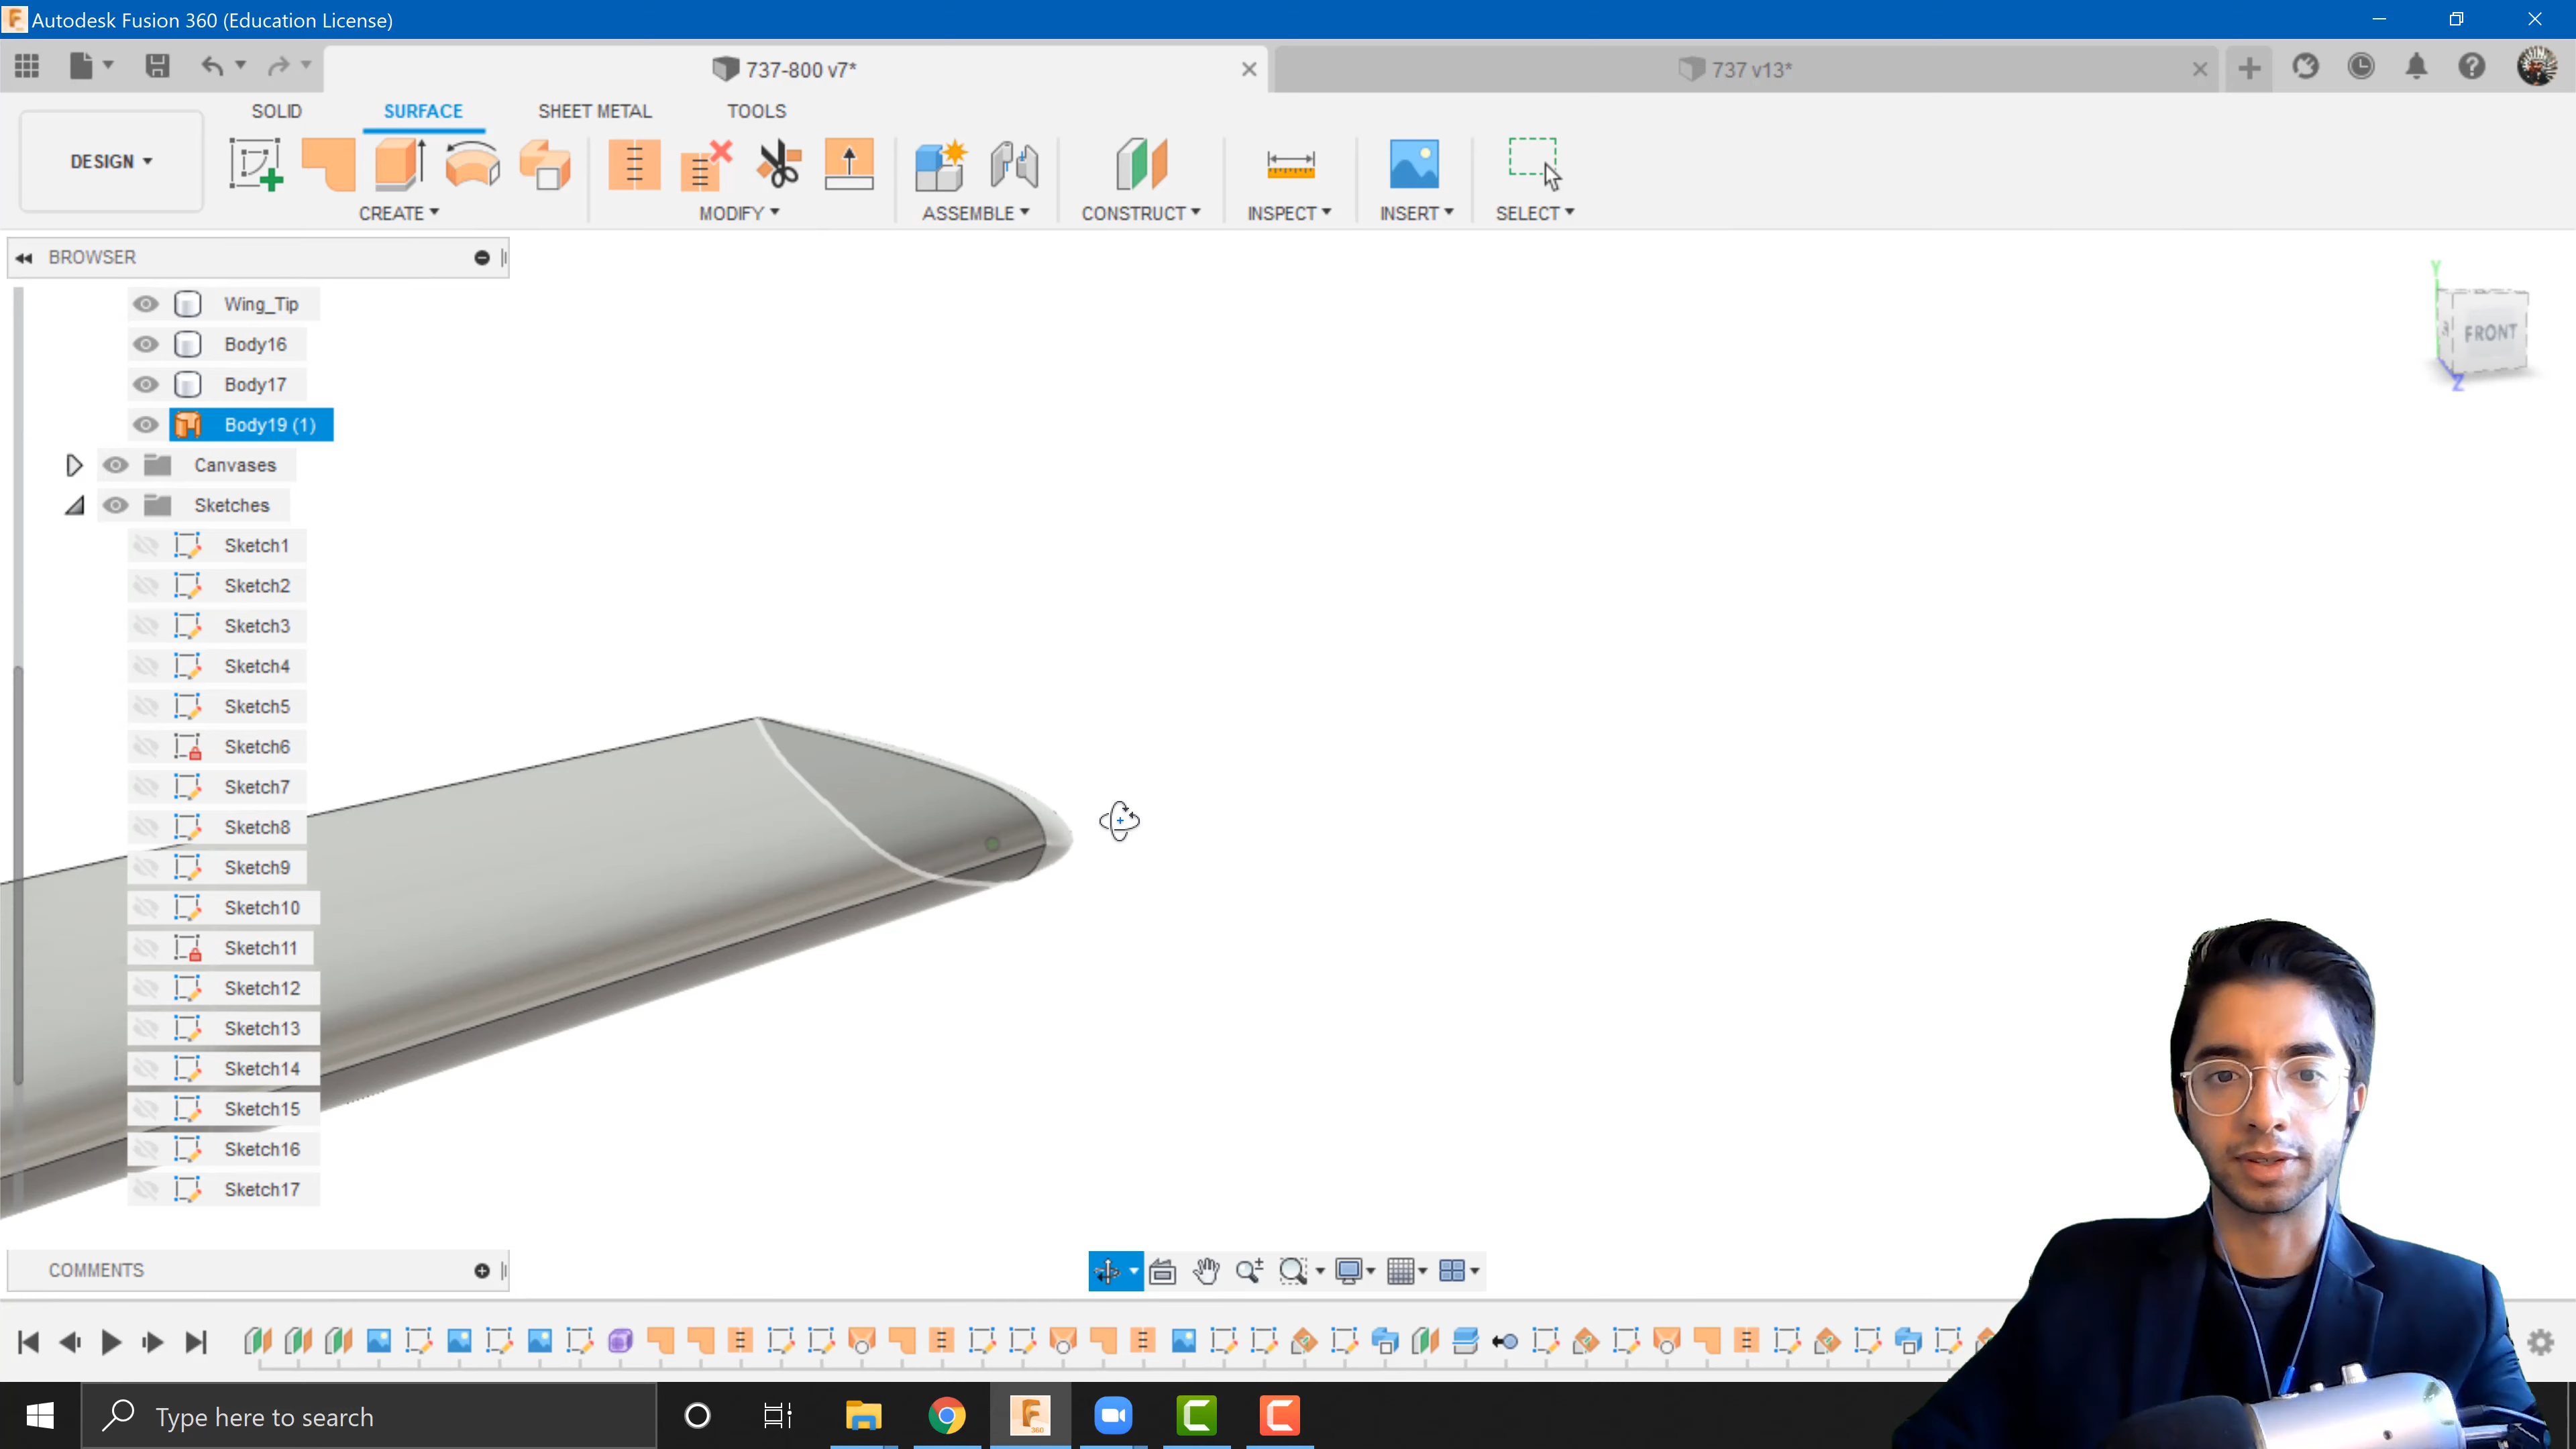 Autodesk Fusion 360 (Education License)
737-800 v7*
737 v13*
SOLID
SURFACE
SHEET METAL
TOOLS
DESIGN
CREATE
MODIFY
ASSEMBLE
CONSTRUCT
INSPECT
INSERT
SELECT
BROWSER
Wing_Tip
Body16
Body17
Body19 (1)
Canvases
Sketches
Sketch1
Sketch2
Sketch3
Sketch4
Sketch5
Sketch6
Sketch7
Sketch8
Sketch9
Sketch10
Sketch11
Sketch12
Sketch13
Sketch14
Sketch15
Sketch16
Sketch17
Y
FRONT
Z
COMMENTS
Type here to search
F
360